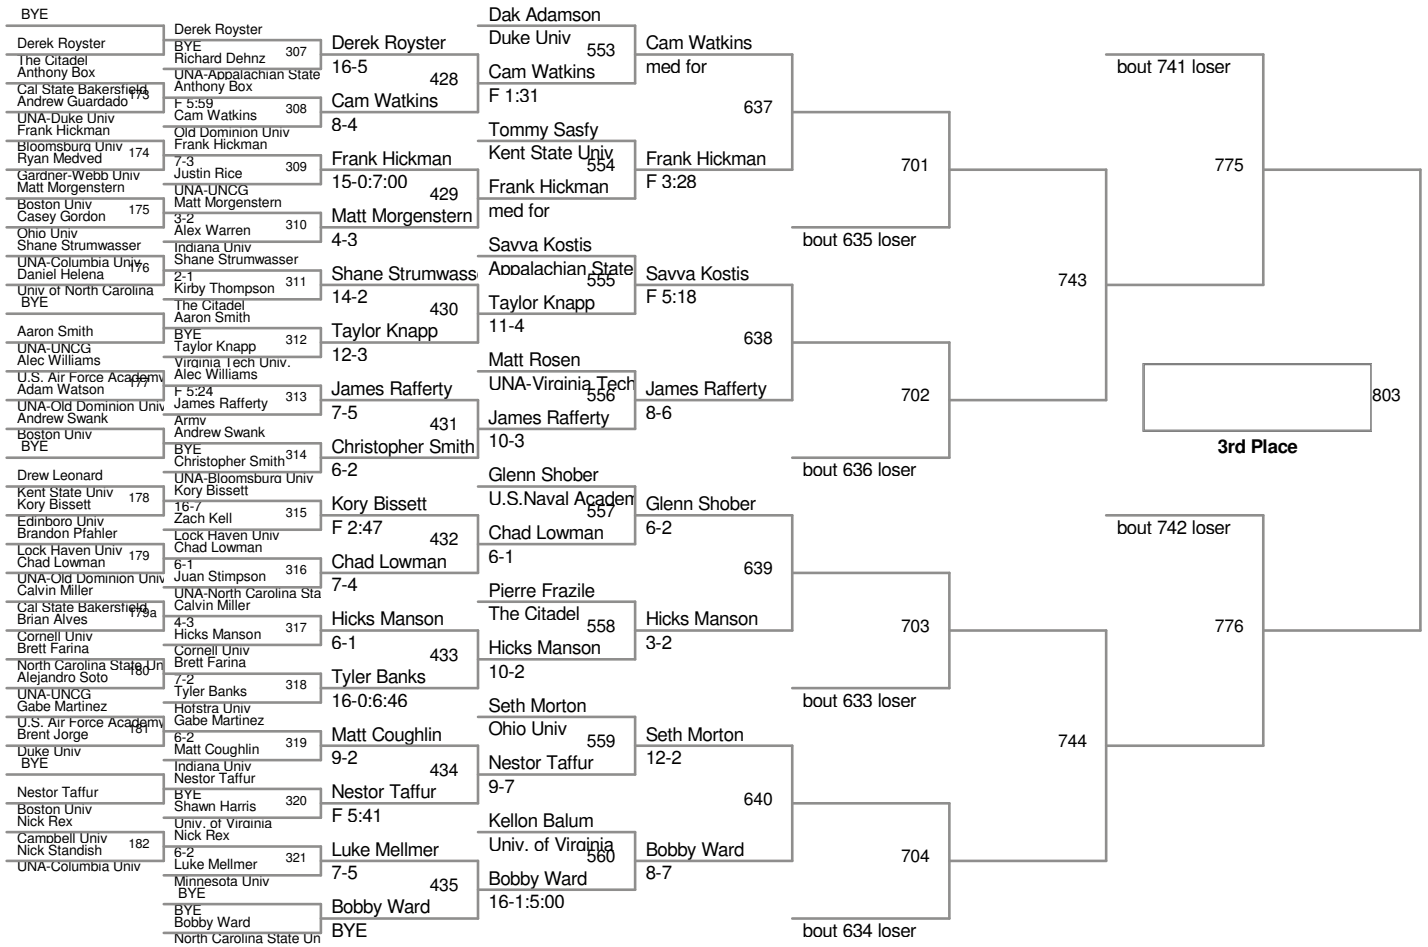 BYE
Derek Royster
The Citadel
Anthony Box
Cal State Bakersfield
173
Andrew Guardado
UNA-Duke Univ
Frank Hickman
Bloomsburg Univ
174
Ryan Medved
Gardner-Webb Univ
Matt Morgenstern
Boston Univ
175
Casey Gordon
Ohio Univ
Shane Strumwasser
UNA-Columbia Univ
176
Daniel Helena
Univ of North Carolina
BYE
Aaron Smith
UNA-UNCG
Alec Williams
U.S. Air Force Academy
177
Adam Watson
UNA-Old Dominion Univ
Andrew Swank
Boston Univ
BYE
Drew Leonard
Kent State Univ
178
Kory Bissett
Edinboro Univ
Brandon Pfahler
Lock Haven Univ
179
Chad Lowman
UNA-Old Dominion Univ
Calvin Miller
Cal State Bakersfield
179a
Brian Alves
Cornell Univ
Brett Farina
North Carolina State Un
180
Alejandro Soto
UNA-UNCG
Gabe Martinez
U.S. Air Force Academy
181
Brent Jorge
Duke Univ
BYE
Nestor Taffur
Boston Univ
Nick Rex
Campbell Univ
182
Nick Standish
UNA-Columbia Univ
Derek Royster
BYE
307
Richard Dehnz
UNA-Appalachian State
Anthony Box
F 5:59
308
Cam Watkins
Old Dominion Univ
Frank Hickman
7-3
309
Justin Rice
UNA-UNCG
Matt Morgenstern
3-2
310
Alex Warren
Indiana Univ
Shane Strumwasser
2-1
311
Kirby Thompson
The Citadel
Aaron Smith
BYE
312
Taylor Knapp
Virginia Tech Univ.
Alec Williams
F 5:24
313
James Rafferty
Army
Andrew Swank
BYE
314
Christopher Smith
UNA-Bloomsburg Univ
Kory Bissett
16-7
315
Zach Kell
Lock Haven Univ
Chad Lowman
6-1
316
Juan Stimpson
UNA-North Carolina Sta
Calvin Miller
4-3
317
Hicks Manson
Cornell Univ
Brett Farina
7-2
318
Tyler Banks
Hofstra Univ
Gabe Martinez
6-2
319
Matt Coughlin
Indiana Univ
Nestor Taffur
BYE
320
Shawn Harris
Univ. of Virginia
Nick Rex
6-2
321
Luke Mellmer
Minnesota Univ
BYE
BYE
Bobby Ward
North Carolina State Un
Derek Royster
16-5
428
Cam Watkins
8-4
Frank Hickman
15-0:7:00
429
Matt Morgenstern
4-3
Shane Strumwass
14-2
430
Taylor Knapp
12-3
James Rafferty
7-5
431
Christopher Smith
6-2
Kory Bissett
F 2:47
432
Chad Lowman
7-4
Hicks Manson
6-1
433
Tyler Banks
16-0:6:46
Matt Coughlin
9-2
434
Nestor Taffur
F 5:41
Luke Mellmer
7-5
435
Bobby Ward
BYE
Dak Adamson
Duke Univ
553
Cam Watkins
F 1:31
Tommy Sasfy
Kent State Univ
554
Frank Hickman
med for
Savva Kostis
Appalachian State
555
Taylor Knapp
11-4
Matt Rosen
UNA-Virginia Tech
556
James Rafferty
10-3
Glenn Shober
U.S.Naval Academ
557
Chad Lowman
6-1
Pierre Frazile
The Citadel
558
Hicks Manson
10-2
Seth Morton
Ohio Univ
559
Nestor Taffur
9-7
Kellon Balum
Univ. of Virginia
560
Bobby Ward
16-1:5:00
Cam Watkins
med for
637
Frank Hickman
F 3:28
Savva Kostis
F 5:18
638
James Rafferty
8-6
Glenn Shober
6-2
639
Hicks Manson
3-2
Seth Morton
12-2
640
Bobby Ward
8-7
701
bout 635 loser
702
bout 636 loser
703
bout 633 loser
704
bout 634 loser
743
744
bout 741 loser
775
bout 742 loser
776
803
3rd Place